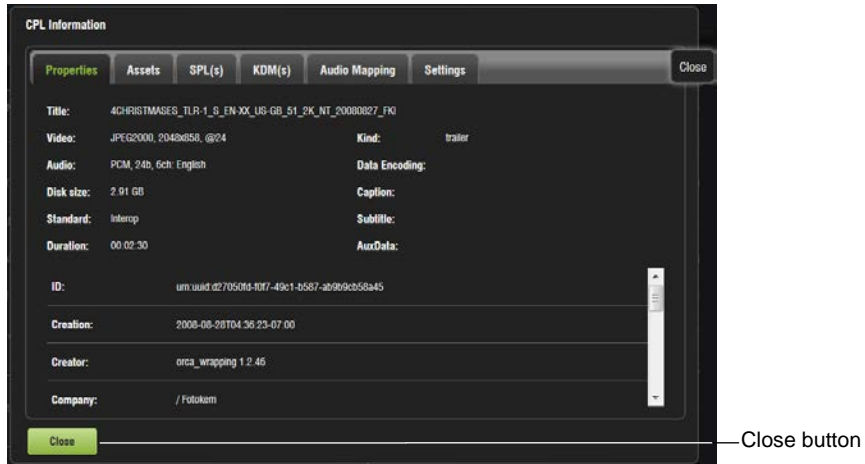 CPL Information
Properties Assets SPL(s) KDM(s) Audio Mapping Settings
Close
Title: 4CHRISTMASES_TLR-1_S_EN-XX_US-GB_51_2K_NT_20080827_FKI
Video: JPEG2000, 2048x858, @24 Kind: trailer
Audio: PCM, 24b, 6ch: English Data Encoding:
Disk size: 2.91 GB Caption:
Standard: Interop Subtitle:
Duration: 00:02:30 AuxData:
ID: urn:uuid:d27050fd-f0f7-49c1-b587-ab9b9cb58a45
Creation: 2008-08-28T04:36:23-07:00
Creator: orca_wrapping 1.2.46
Company: / Fotokem
Close
Close button